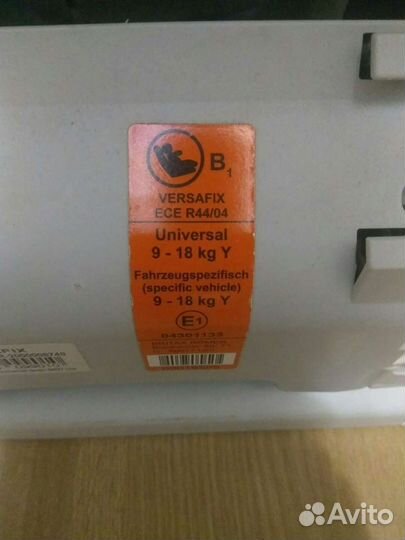 B1
VERSAFIX
ECE R44/04
Universal
9 - 18 kg Y
Fahrzeugspezifisch
(specific vehicle)
9 - 18 kg Y
E1
04301133
Avito